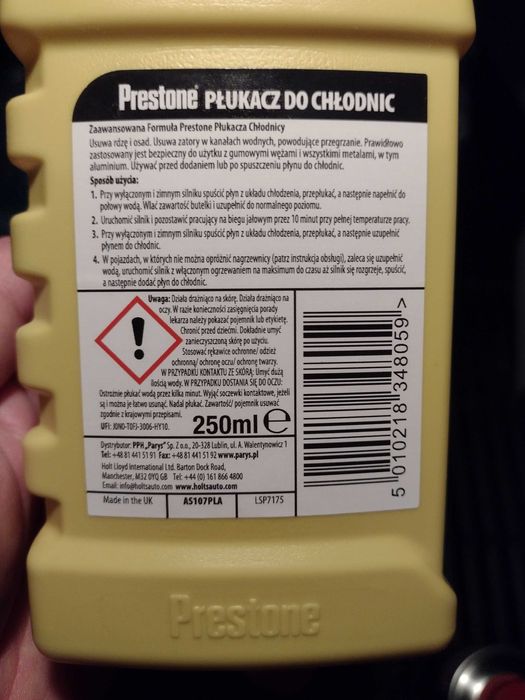 Prestone® PŁUKACZ DO CHŁODNIC
Zaawansowana Formuła Prestone Płukacza Chłodnicy
Usuwa rdzę i osad. Usuwa zatory w kanałach wodnych, powodujące przegrzanie. Prawidłowo
zastosowany jest bezpieczny do użytku z gumowymi wężami i wszystkimi metalami, w tym
aluminium. Używać przed dodaniem lub po spuszczeniu płynu do chłodnic.
Sposób użycia:
1. Przy wyłączonym i zimnym silniku spuścić płyn z układu chłodzenia, przepłukać, a następnie napełnić do
połowy wodą. Wlać zawartość butelki i uzupełnić do normalnego poziomu.
2. Uruchomić silnik i pozostawić pracujący na biegu jałowym przez 10 minut przy pełnej temperaturze pracy.
3. Przy wyłączonym i zimnym silniku spuścić płyn z układu chłodzenia, przepłukać, a następnie uzupełnić
płynem do chłodnic.
4. W pojazdach, w których nie można opróżnić nagrzewnicy (patrz instrukcja obsługi), zaleca się uzupełnić
wodą, uruchomić silnik z włączonym ogrzewaniem na maksimum do czasu aż silnik się rozgrzeje, spuścić,
a następnie dodać płyn do chłodnic.
Uwaga: Działa drażniąco na skórę. Działa drażniąco na
oczy. W razie konieczności zasięgnięcia porady
lekarza należy pokazać pojemnik lub etykietę.
Chronić przed dziećmi. Dokładnie umyć
zanieczyszczoną skórę po użyciu.
Stosować rękawice ochronne/ odzież
ochronną/ ochronę oczu/ ochronę twarzy.
W PRZYPADKU KONTAKTU ZE SKÓRĄ: Umyć dużą
ilością wody. W PRZYPADKU DOSTANIA SIĘ DO OCZU:
Ostrożnie płukać wodą przez kilka minut. Wyjąć soczewki kontaktowe, jeżeli
są i można je łatwo usunąć. Nadal płukać. Zawartość/ pojemnik usuwać
zgodnie z krajowymi przepisami.
UFI: J0N0-T0FJ-3006-HY10.
250ml ℮
Dystrybutor: PPH „Parys" Sp. Z o.o., 20-328 Lublin, ul. A. Walentynowicz 1
Tel: +48 81 441 51 91 Fax: +48 81 441 51 92 www.parys.pl
Holt Lloyd International Ltd. Barton Dock Road,
Manchester, M32 0YQ GB Tel: +44 (0) 161 866 4800
Email: info@holtsauto.com www.holtsauto.com
Made in the UK AS107PLA LSP7175
5 010218 348059 >
Prestone